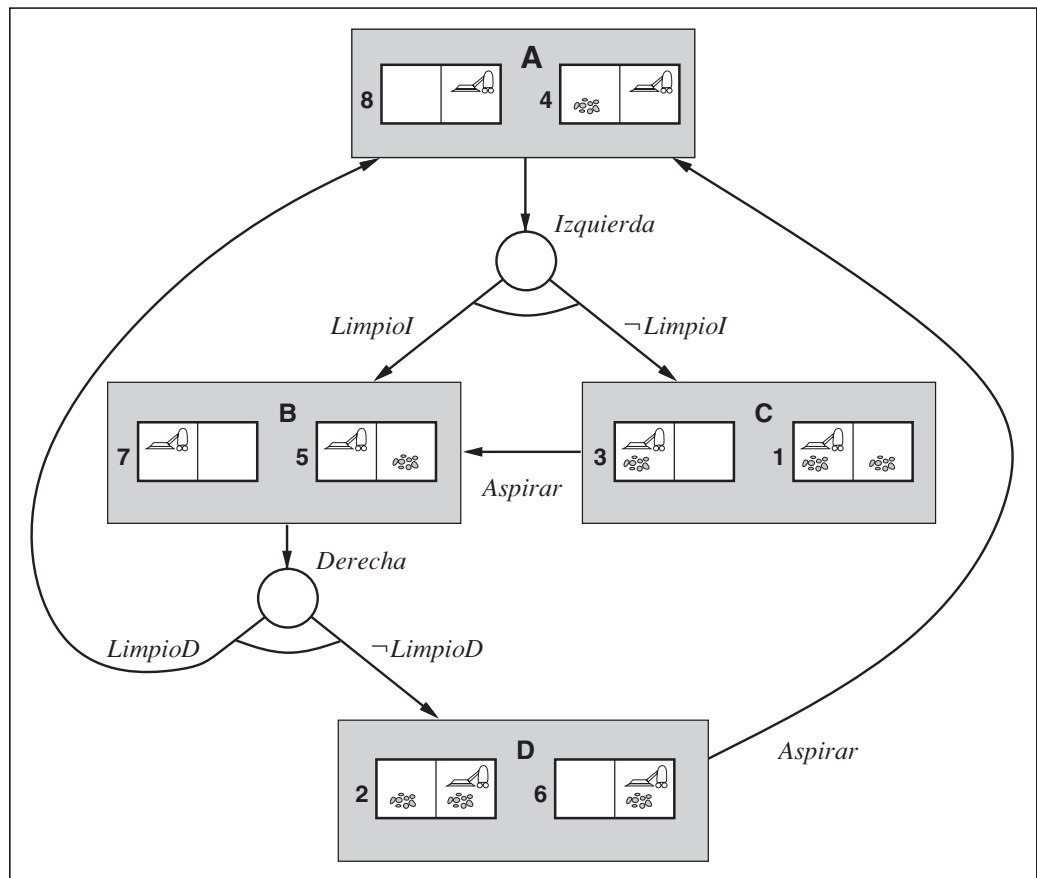 A
8 4
Izquierda
LimpioI ¬LimpioI
B C
7 5 3 1
Aspirar
Derecha
LimpioD ¬LimpioD
D
Aspirar
2 6